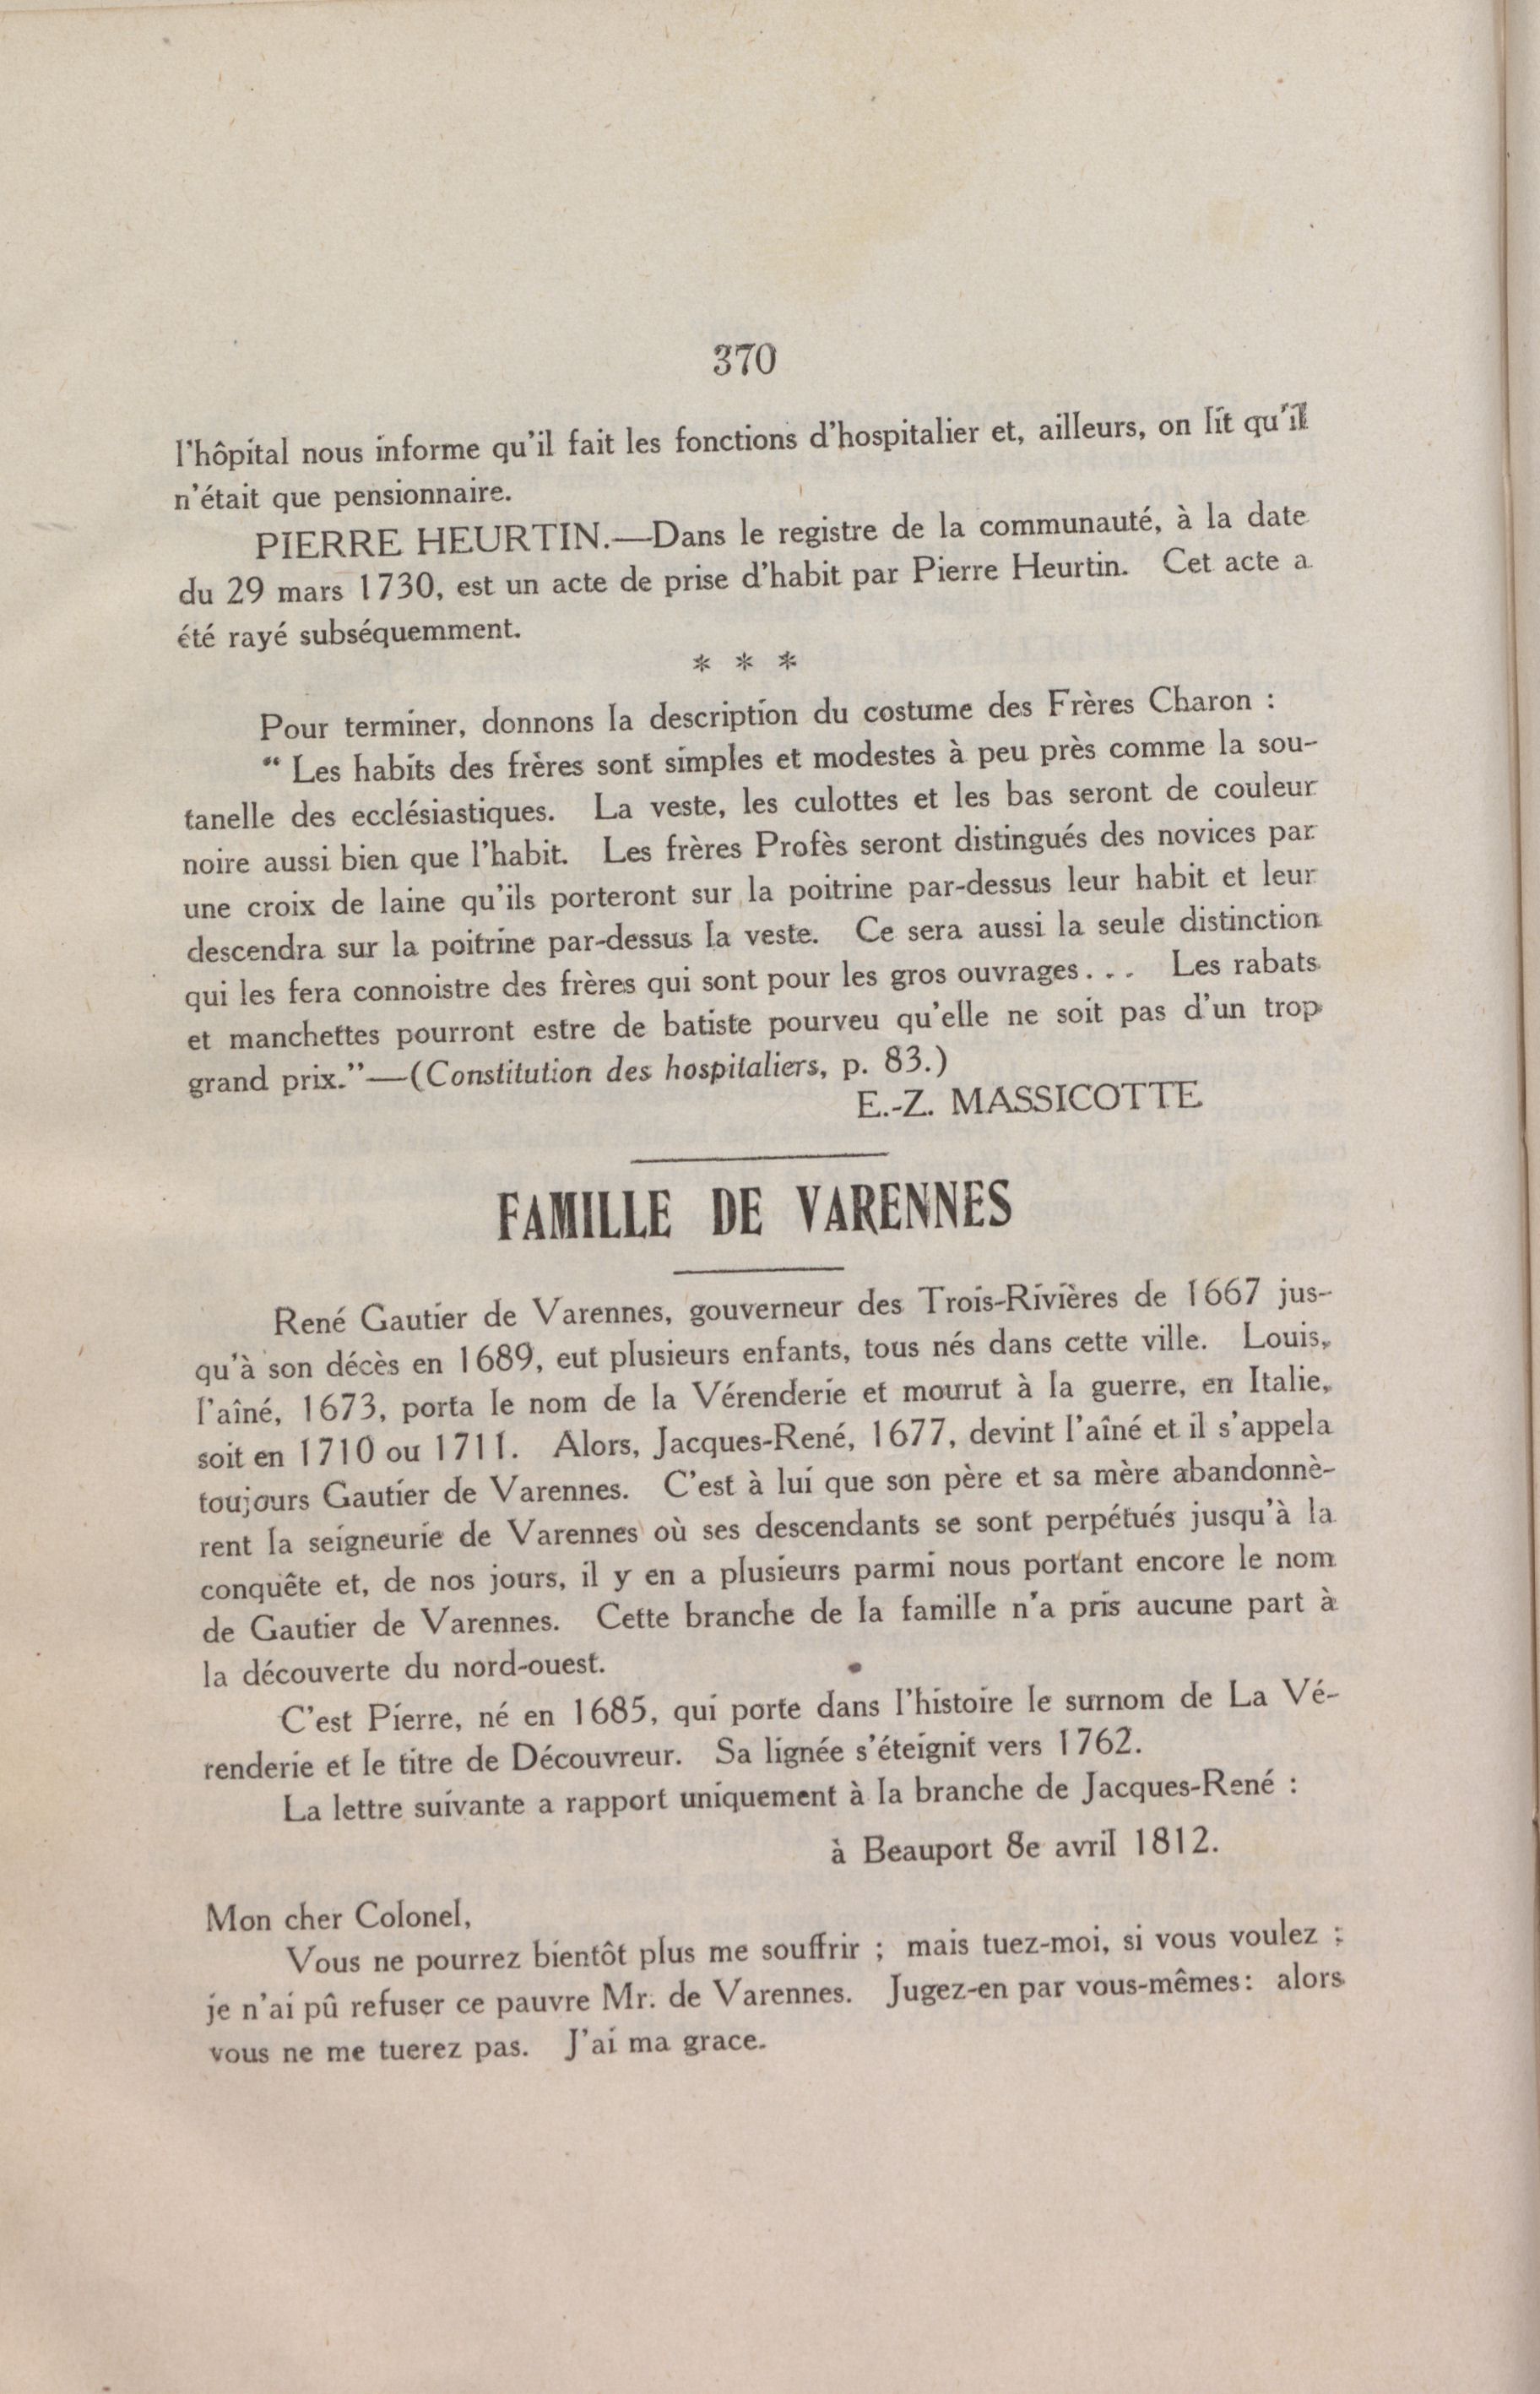 370
l'hôpital nous informe qu'il fait les fonctions d'hospitalier et, ailleurs, on lit qu'il
n'était que pensionnaire.
PIERRE HEURTIN.—Dans le registre de la communauté, à la date
du 29 mars 1730, est un acte de prise d'habit par Pierre Heurtin. Cet acte a
été rayé subséquemment.
* * *
Pour terminer, donnons la description du costume des Frères Charon :
“ Les habits des frères sont simples et modestes à peu près comme la sou-
tanelle des ecclésiastiques. La veste, les culottes et les bas seront de couleur
noire aussi bien que l'habit. Les frères Profès seront distingués des novices par
une croix de laine qu'ils porteront sur la poitrine par-dessus leur habit et leur
descendra sur la poitrine par-dessus la veste. Ce sera aussi la seule distinction
qui les fera connoistre des frères qui sont pour les gros ouvrages... Les rabats
et manchettes pourront estre de batiste pourveu qu'elle ne soit pas d'un trop
grand prix.”—(Constitution des hospitaliers, p. 83.)
E.-Z. MASSICOTTE
FAMILLE DE VARENNES
René Gautier de Varennes, gouverneur des Trois-Rivières de 1667 jus-
qu'à son décès en 1689, eut plusieurs enfants, tous nés dans cette ville. Louis,
l'aîné, 1673, porta le nom de la Vérenderie et mourut à la guerre, en Italie,
soit en 1710 ou 1711. Alors, Jacques-René, 1677, devint l'aîné et il s'appela
toujours Gautier de Varennes. C'est à lui que son père et sa mère abandonnè-
rent la seigneurie de Varennes où ses descendants se sont perpétués jusqu'à la
conquête et, de nos jours, il y en a plusieurs parmi nous portant encore le nom
de Gautier de Varennes. Cette branche de la famille n'a pris aucune part à
la découverte du nord-ouest.
C'est Pierre, né en 1685, qui porte dans l'histoire le surnom de La Vé-
renderie et le titre de Découvreur. Sa lignée s'éteignit vers 1762.
La lettre suivante a rapport uniquement à la branche de Jacques-René :
à Beauport 8e avril 1812.
Mon cher Colonel,
Vous ne pourrez bientôt plus me souffrir ; mais tuez-moi, si vous voulez ;
je n'ai pû refuser ce pauvre Mr. de Varennes. Jugez-en par vous-mêmes: alors
vous ne me tuerez pas. J'ai ma grace.